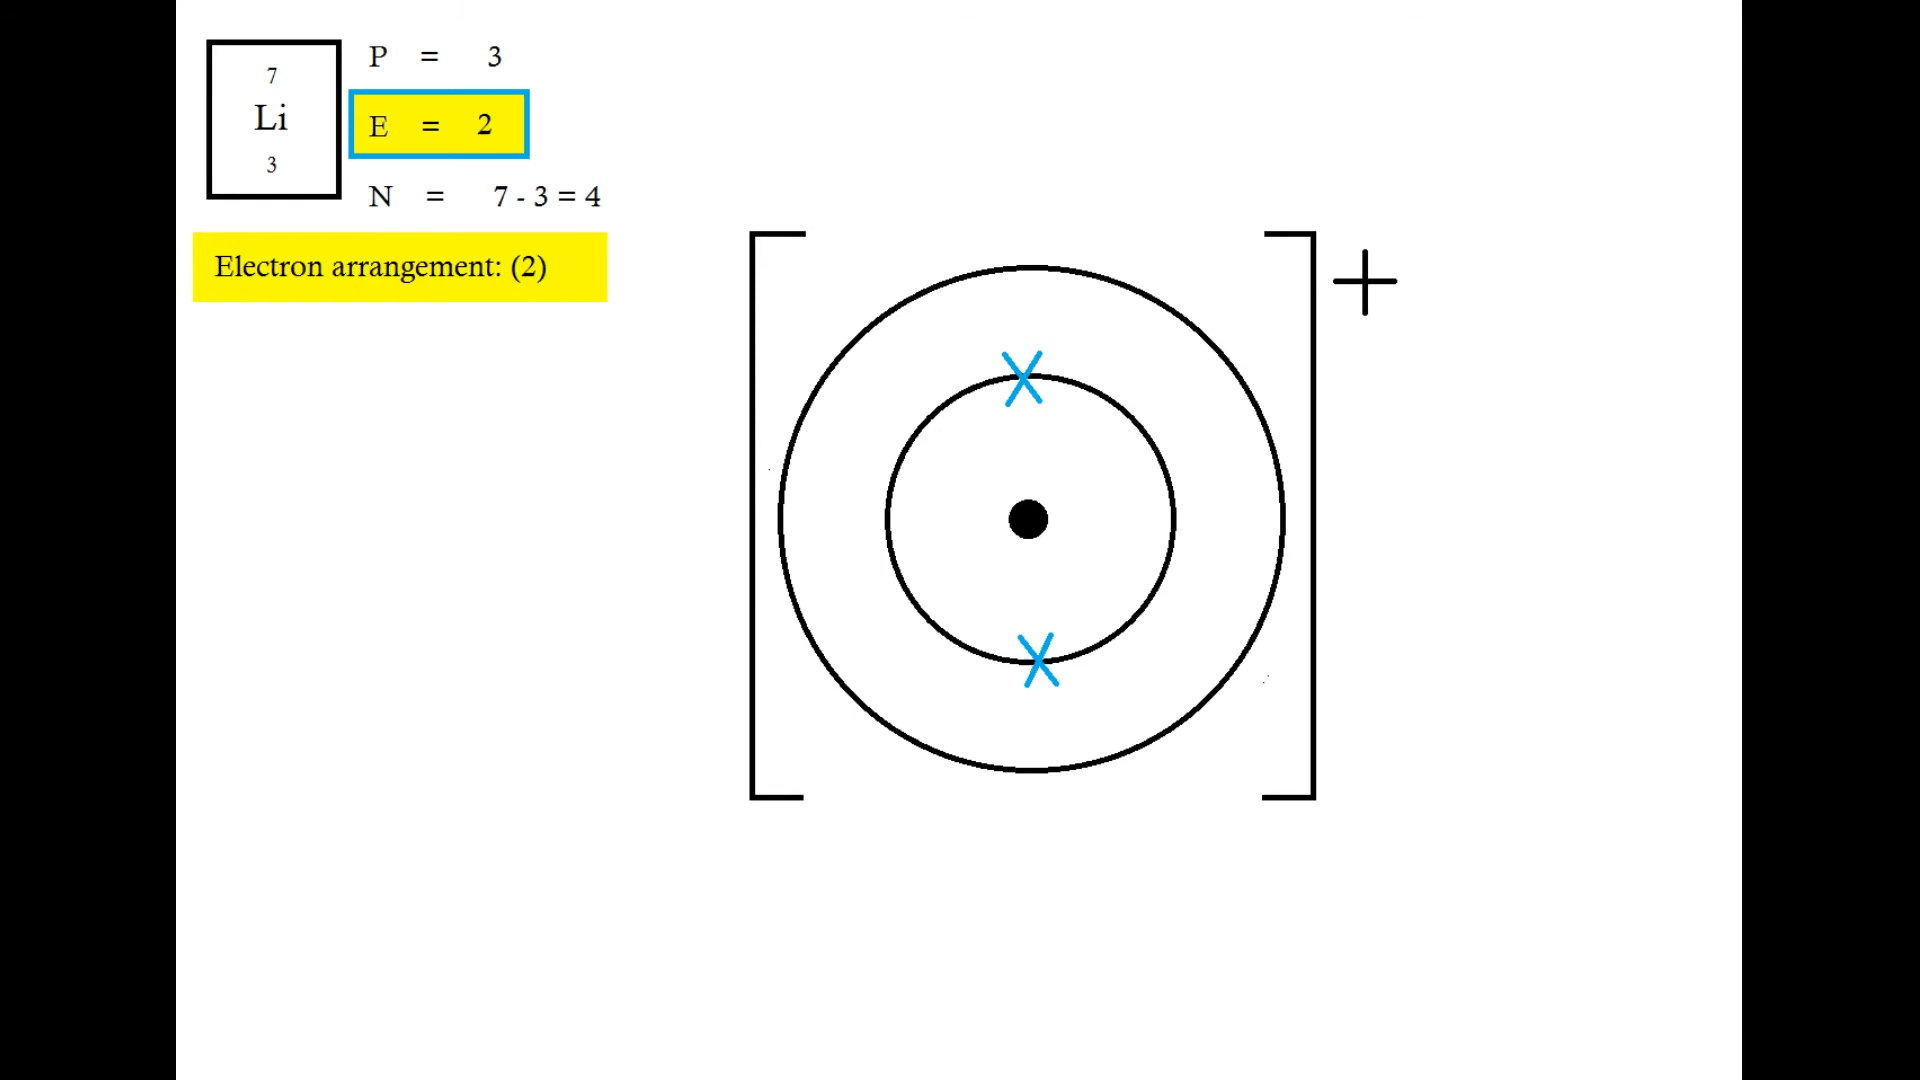 7
Li
3
P = 3
E = 2
N = 7 - 3 = 4
Electron arrangement: (2)
+